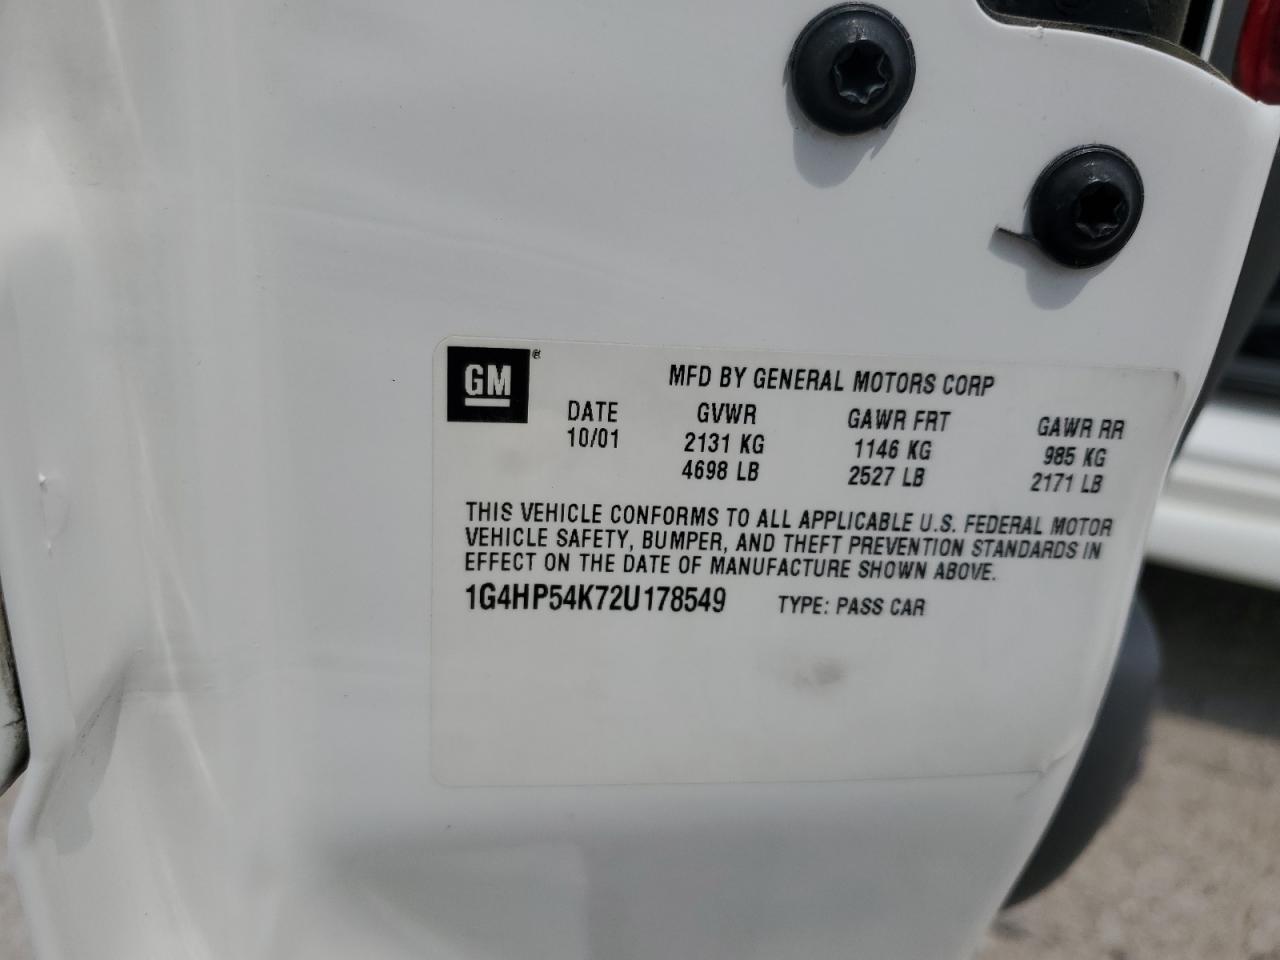 GM®
MFD BY GENERAL MOTORS CORP
DATE GVWR GAWR FRT GAWR RR
10/01 2131 KG 1146 KG 985 KG
4698 LB 2527 LB 2171 LB
THIS VEHICLE CONFORMS TO ALL APPLICABLE U.S. FEDERAL MOTOR
VEHICLE SAFETY, BUMPER, AND THEFT PREVENTION STANDARDS IN
EFFECT ON THE DATE OF MANUFACTURE SHOWN ABOVE.
1G4HP54K72U178549 TYPE: PASS CAR